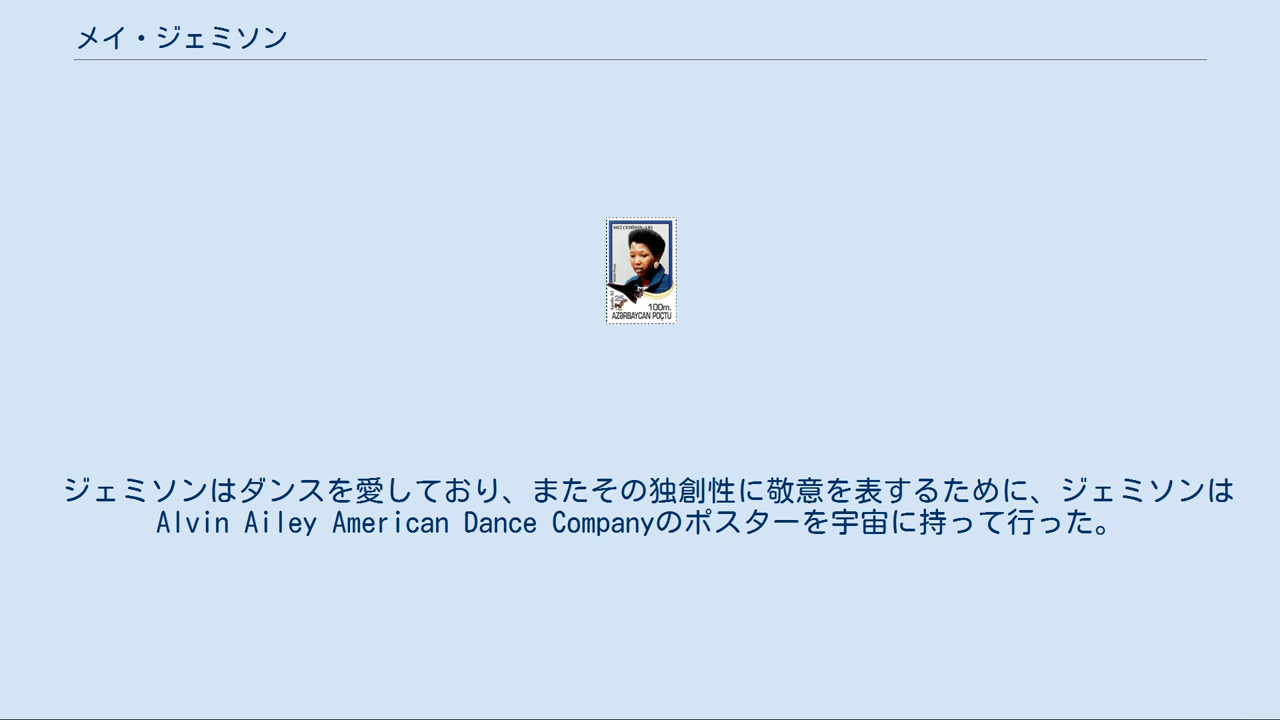 メイ・ジェミソン
100m.
AZƏRBAYCAN POÇTU
ジェミソンはダンスを愛しており、またその独創性に敬意を表するために、ジェミソンは
Alvin Ailey American Dance Companyのポスターを宇宙に持って行った。